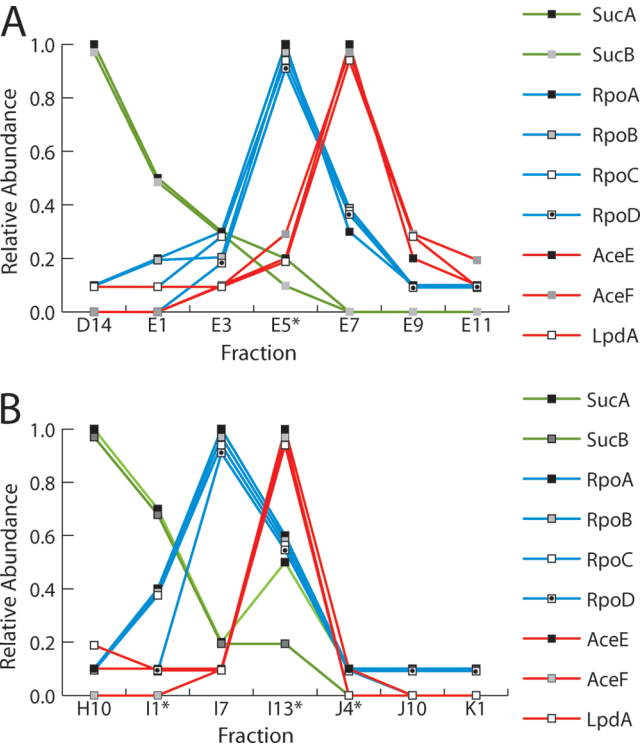 A
Relative Abundance
1.0
0.8
0.6
0.4
0.2
0.0
D14 E1 E3 E5* E7 E9 E11
Fraction
SucA
SucB
RpoA
RpoB
RpoC
RpoD
AceE
AceF
LpdA
B
Relative Abundance
1.0
0.8
0.6
0.4
0.2
0.0
H10 I1* I7 I13* J4* J10 K1
Fraction
SucA
SucB
RpoA
RpoB
RpoC
RpoD
AceE
AceF
LpdA